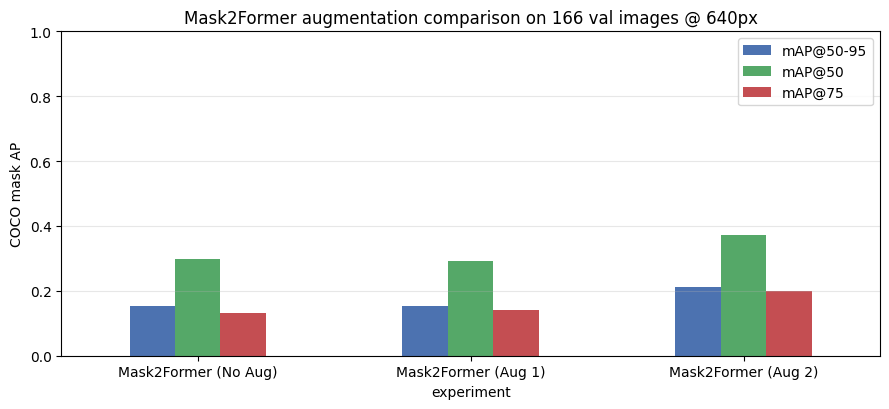 Mask2Former augmentation comparison on 166 val images @ 640px
1.0
0.8
0.6
0.4
0.2
0.0
COCO mask AP
mAP@50-95
mAP@50
mAP@75
Mask2Former (No Aug)
Mask2Former (Aug 1)
Mask2Former (Aug 2)
experiment